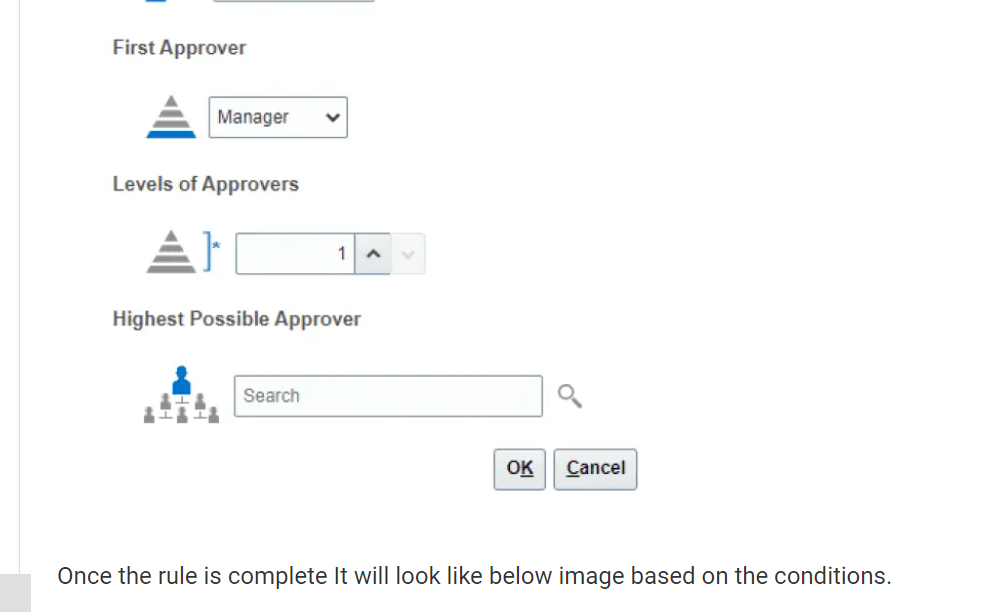 First Approver
Manager
Levels of Approvers
]*
1
Highest Possible Approver
Search
OK Cancel
Once the rule is complete It will look like below image based on the conditions.